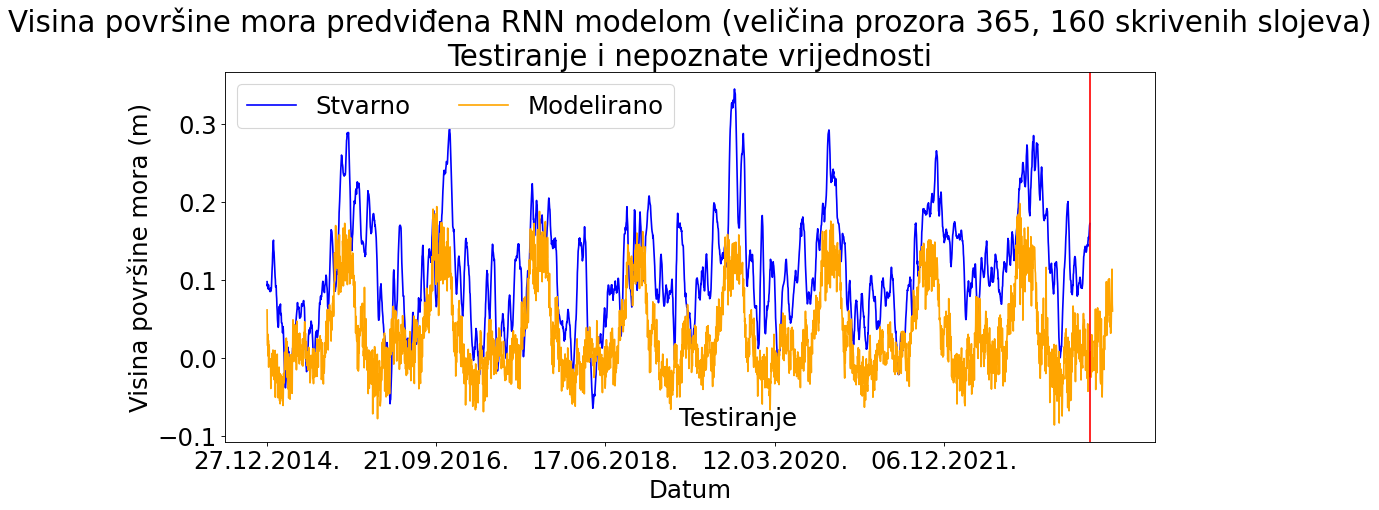 Visina površine mora predviđena RNN modelom (veličina prozora 365, 160 skrivenih slojeva)
Testiranje i nepoznate vrijednosti
Stvarno Modelirano
Visina površine mora (m)
0.3
0.2
0.1
0.0
−0.1
Testiranje
27.12.2014. 21.09.2016. 17.06.2018. 12.03.2020. 06.12.2021.
Datum